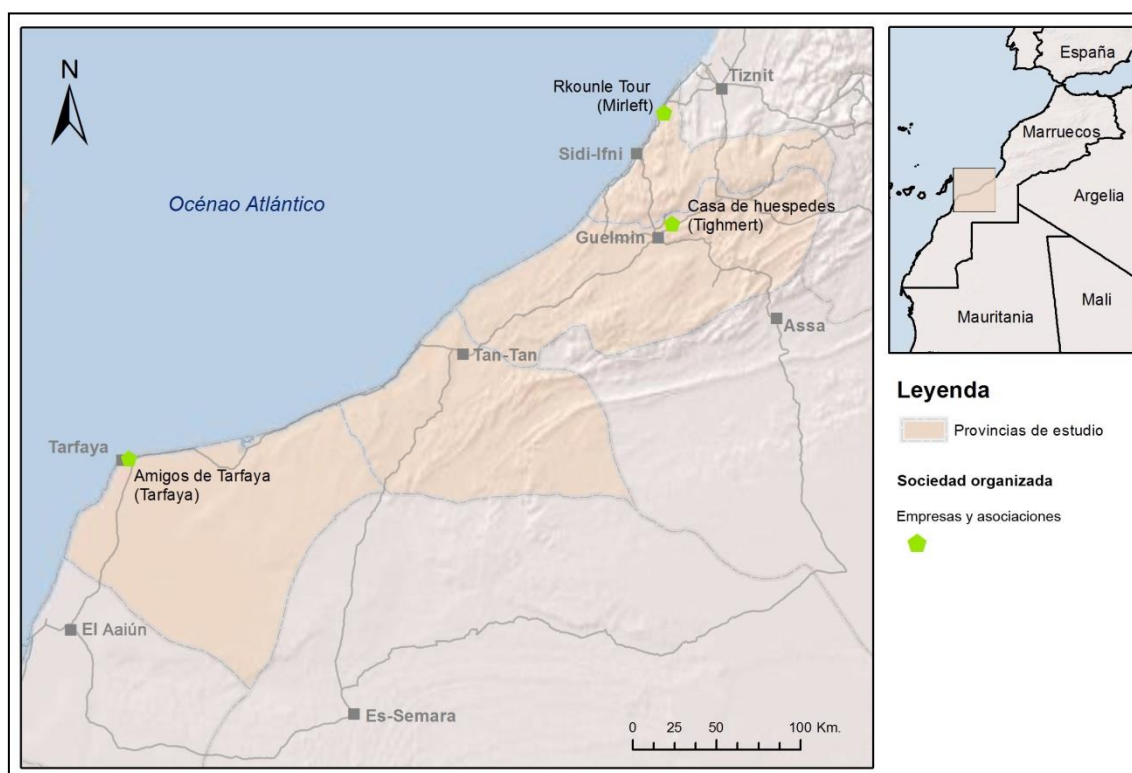 N
Océnao Atlántico
Rkounle Tour
(Mirleft)
Tiznit
Sidi-Ifni
Casa de huespedes
(Tighmert)
Guelmin
Assa
Tan-Tan
Tarfaya
Amigos de Tarfaya
(Tarfaya)
El Aaiún
Es-Semara
0 25 50 100 Km.
España
Marruecos
Argelia
Mali
Mauritania
Leyenda
Provincias de estudio
Sociedad organizada
Empresas y asociaciones